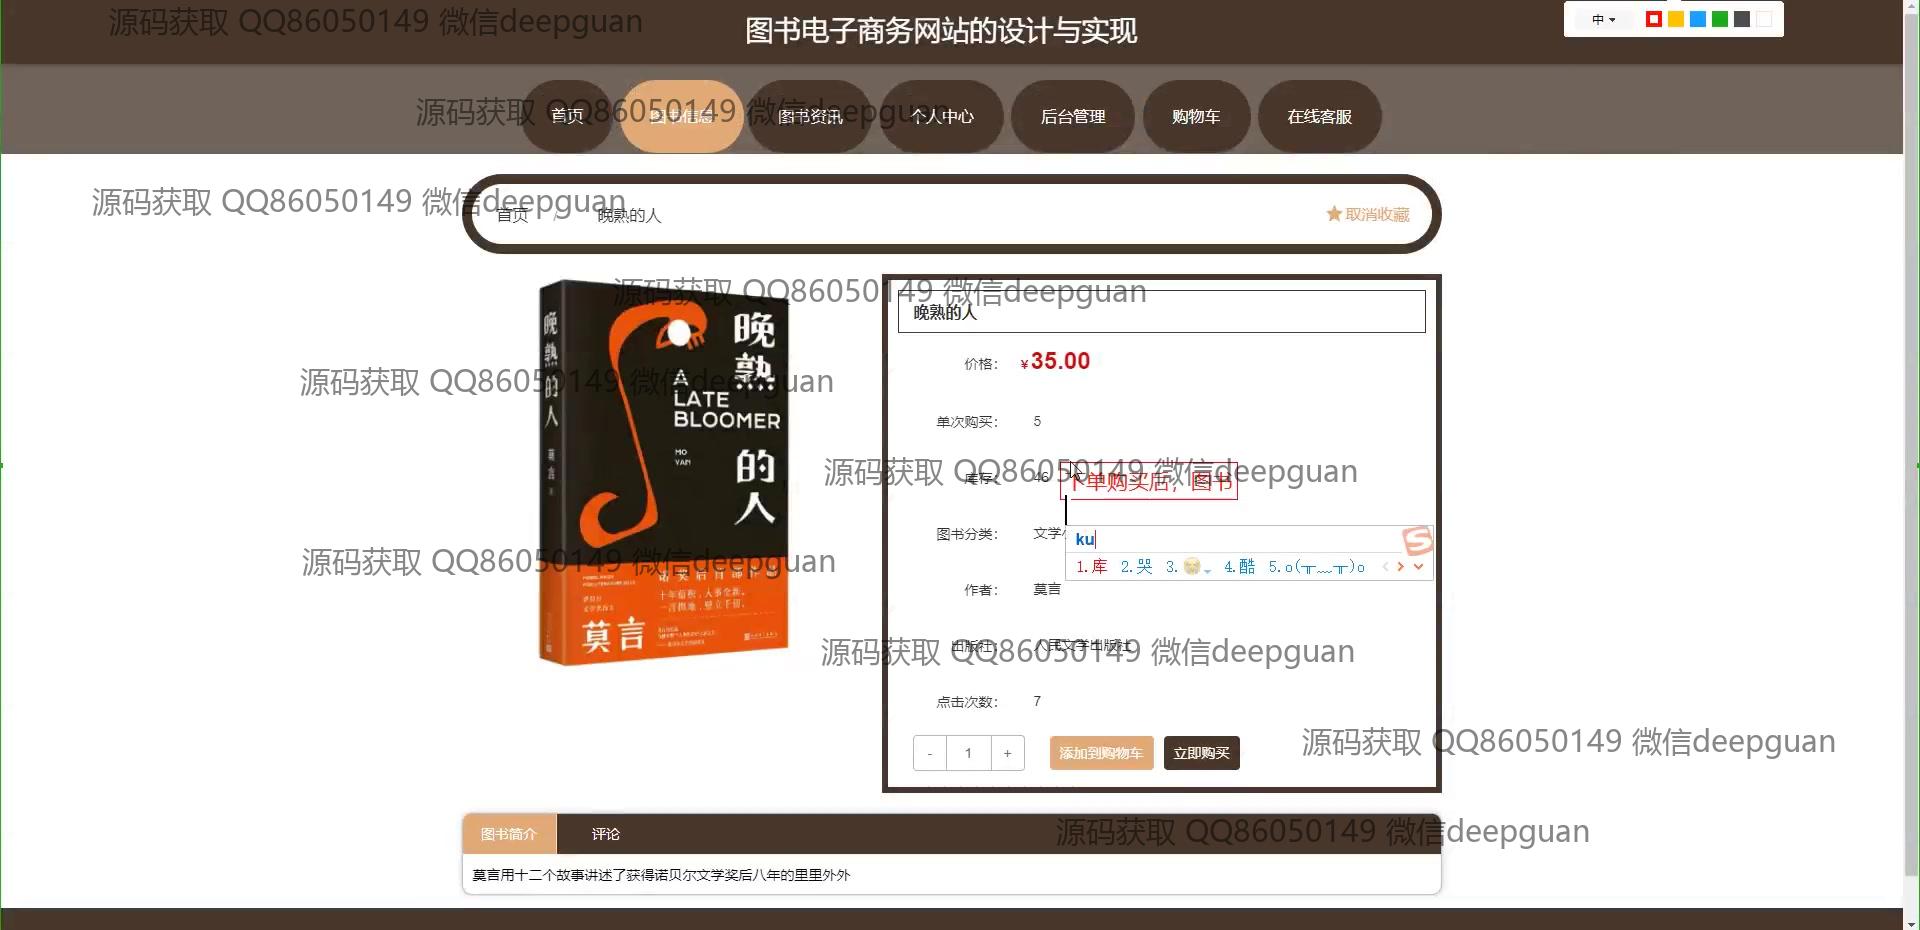 源码获取 QQ86050149 微信deepguan
图书电子商务网站的设计与实现
中
源码获取 QQ86050149 微信deepguan
首页
图书信息
图书资讯
个人中心
后台管理
购物车
在线客服
源码获取 QQ86050149 微信deepguan
首页 / 晚熟的人
取消收藏
源码获取 QQ86050149 微信deepguan
晚熟的人
莫言
晚熟的人
A LATE BLOOMER
MO YAN
十年蓄积，人事全新。
莫言
晚熟的人
价格： ¥35.00
源码获取 QQ86050149 微信deepguan
单次购买： 5
源码获取 QQ86050149 微信deepguan
库存： 46
下单购买后，图书
图书分类： 文学
ku
1.库 2.哭 3. 4.酷 5.o(╥﹏╥)o
源码获取 QQ86050149 微信deepguan
作者： 莫言
出版社： 人民文学出版社
源码获取 QQ86050149 微信deepguan
点击次数： 7
- 1 +
添加到购物车
立即购买
源码获取 QQ86050149 微信deepguan
图书简介
评论
源码获取 QQ86050149 微信deepguan
莫言用十二个故事讲述了获得诺贝尔文学奖后八年的里里外外